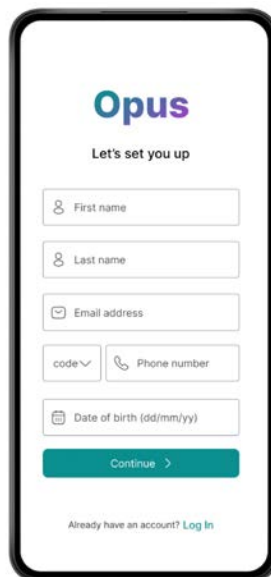 Opus
Let's set you up
First name
Last name
Email address
code Phone number
Date of birth (dd/mm/yy)
Continue
Already have an account? Log In